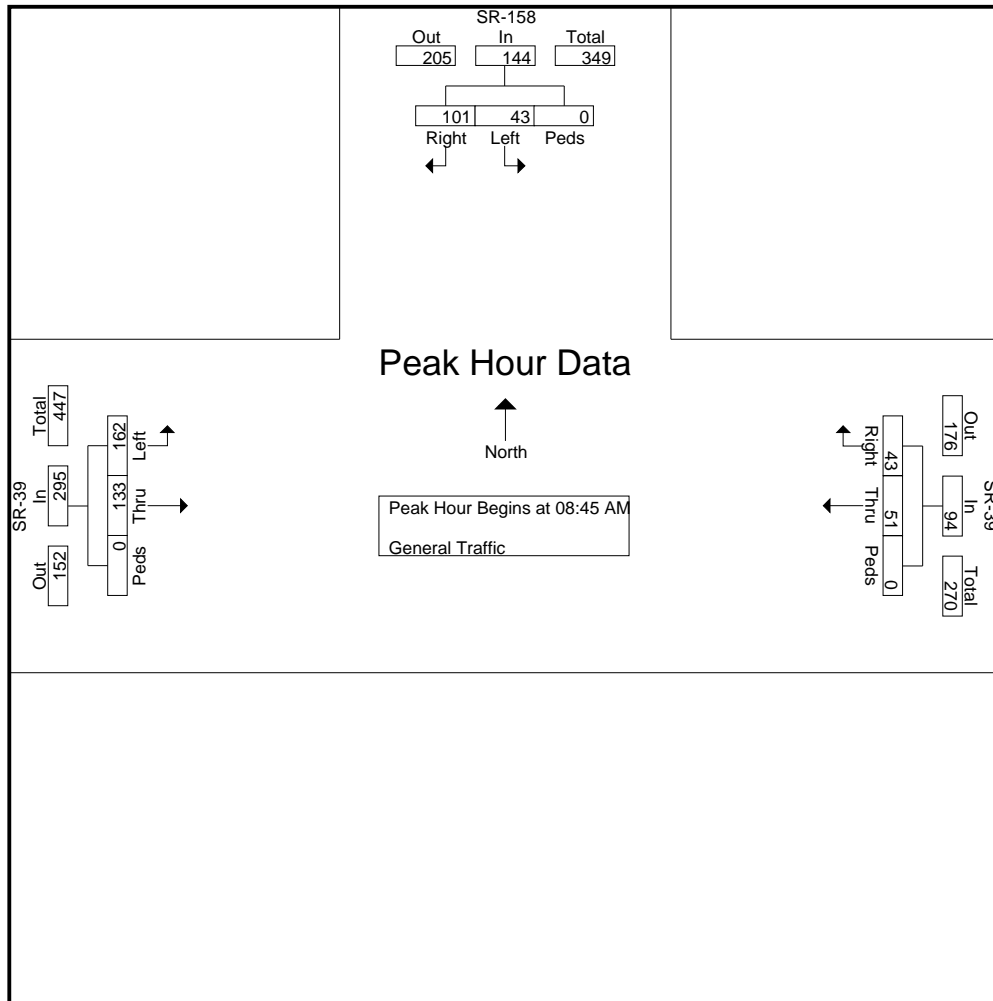 SR-158
Out In Total
205 144 349
101 43 0
Right Left Peds
Peak Hour Data
North
Peak Hour Begins at 08:45 AM
General Traffic
SR-39
Out In Total
152 295 447
Left Thru Peds
162 133 0
SR-39
Out In Total
176 94 270
Right Thru Peds
43 51 0